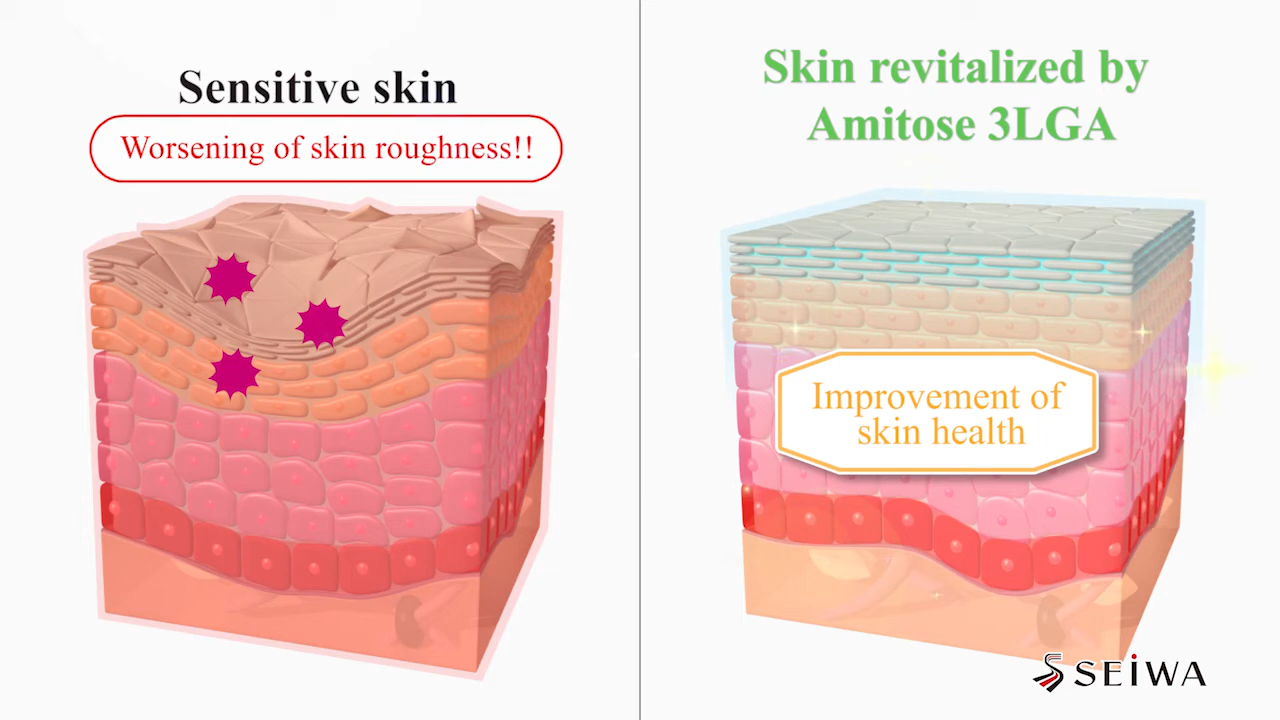 Sensitive skin
Worsening of skin roughness!!
Skin revitalized by
Amitose 3LGA
Improvement of
skin health
SEiWA